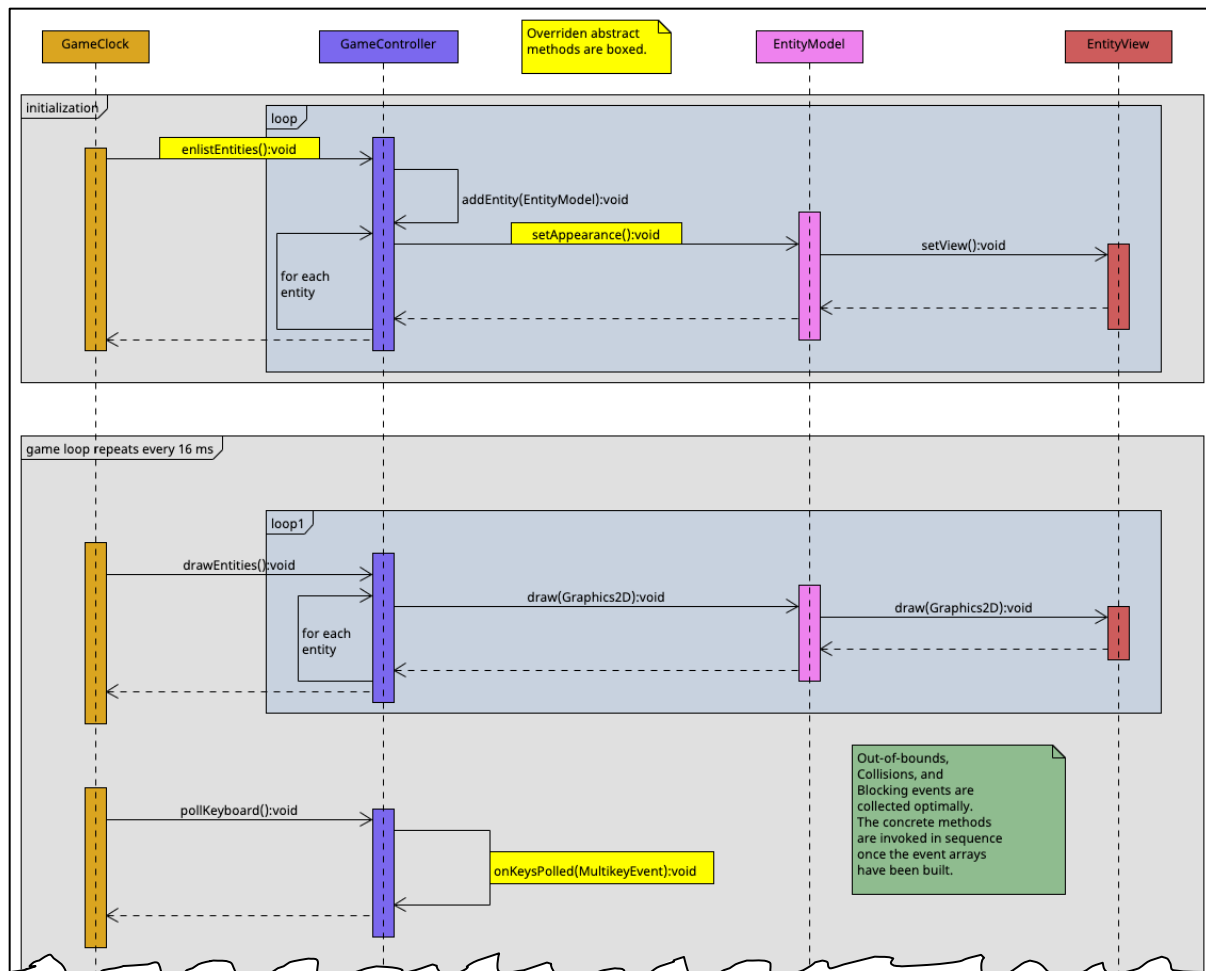 GameClock
GameController
Overriden abstract
methods are boxed.
EntityModel
EntityView
initialization
loop
enlistEntities():void
addEntity(EntityModel):void
setAppearance():void
setView():void
for each
entity
game loop repeats every 16 ms
loop1
drawEntities():void
draw(Graphics2D):void
draw(Graphics2D):void
for each
entity
Out-of-bounds,
Collisions, and
Blocking events are
collected optimally.
The concrete methods
are invoked in sequence
once the event arrays
have been built.
pollKeyboard():void
onKeysPolled(MultikeyEvent):void